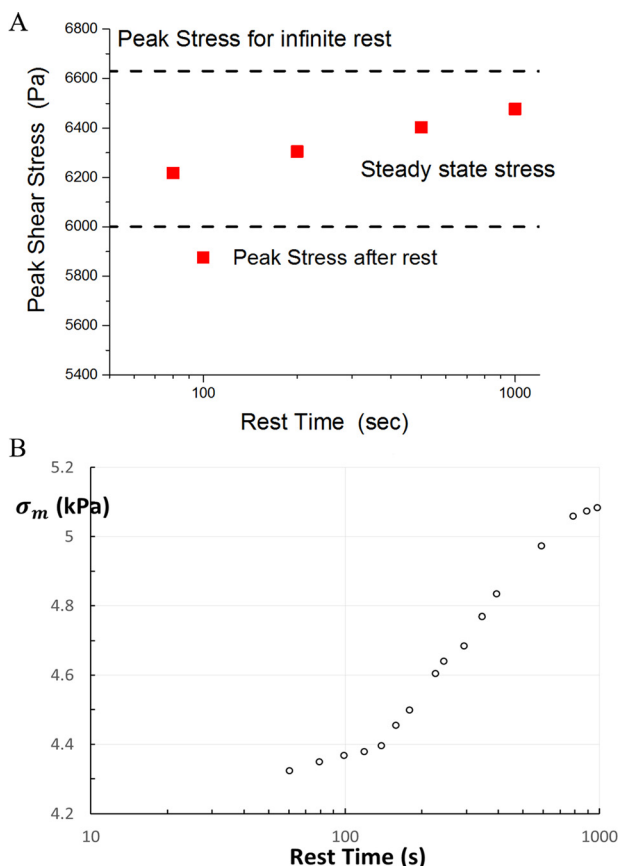 A
Peak Stress for infinite rest
6800
6600
6400
6200
6000
5800
5600
5400
Peak Shear Stress (Pa)
Steady state stress
Peak Stress after rest
100
1000
Rest Time (sec)
B
σm (kPa)
5.2
5
4.8
4.6
4.4
4.2
10
100
1000
Rest Time (s)